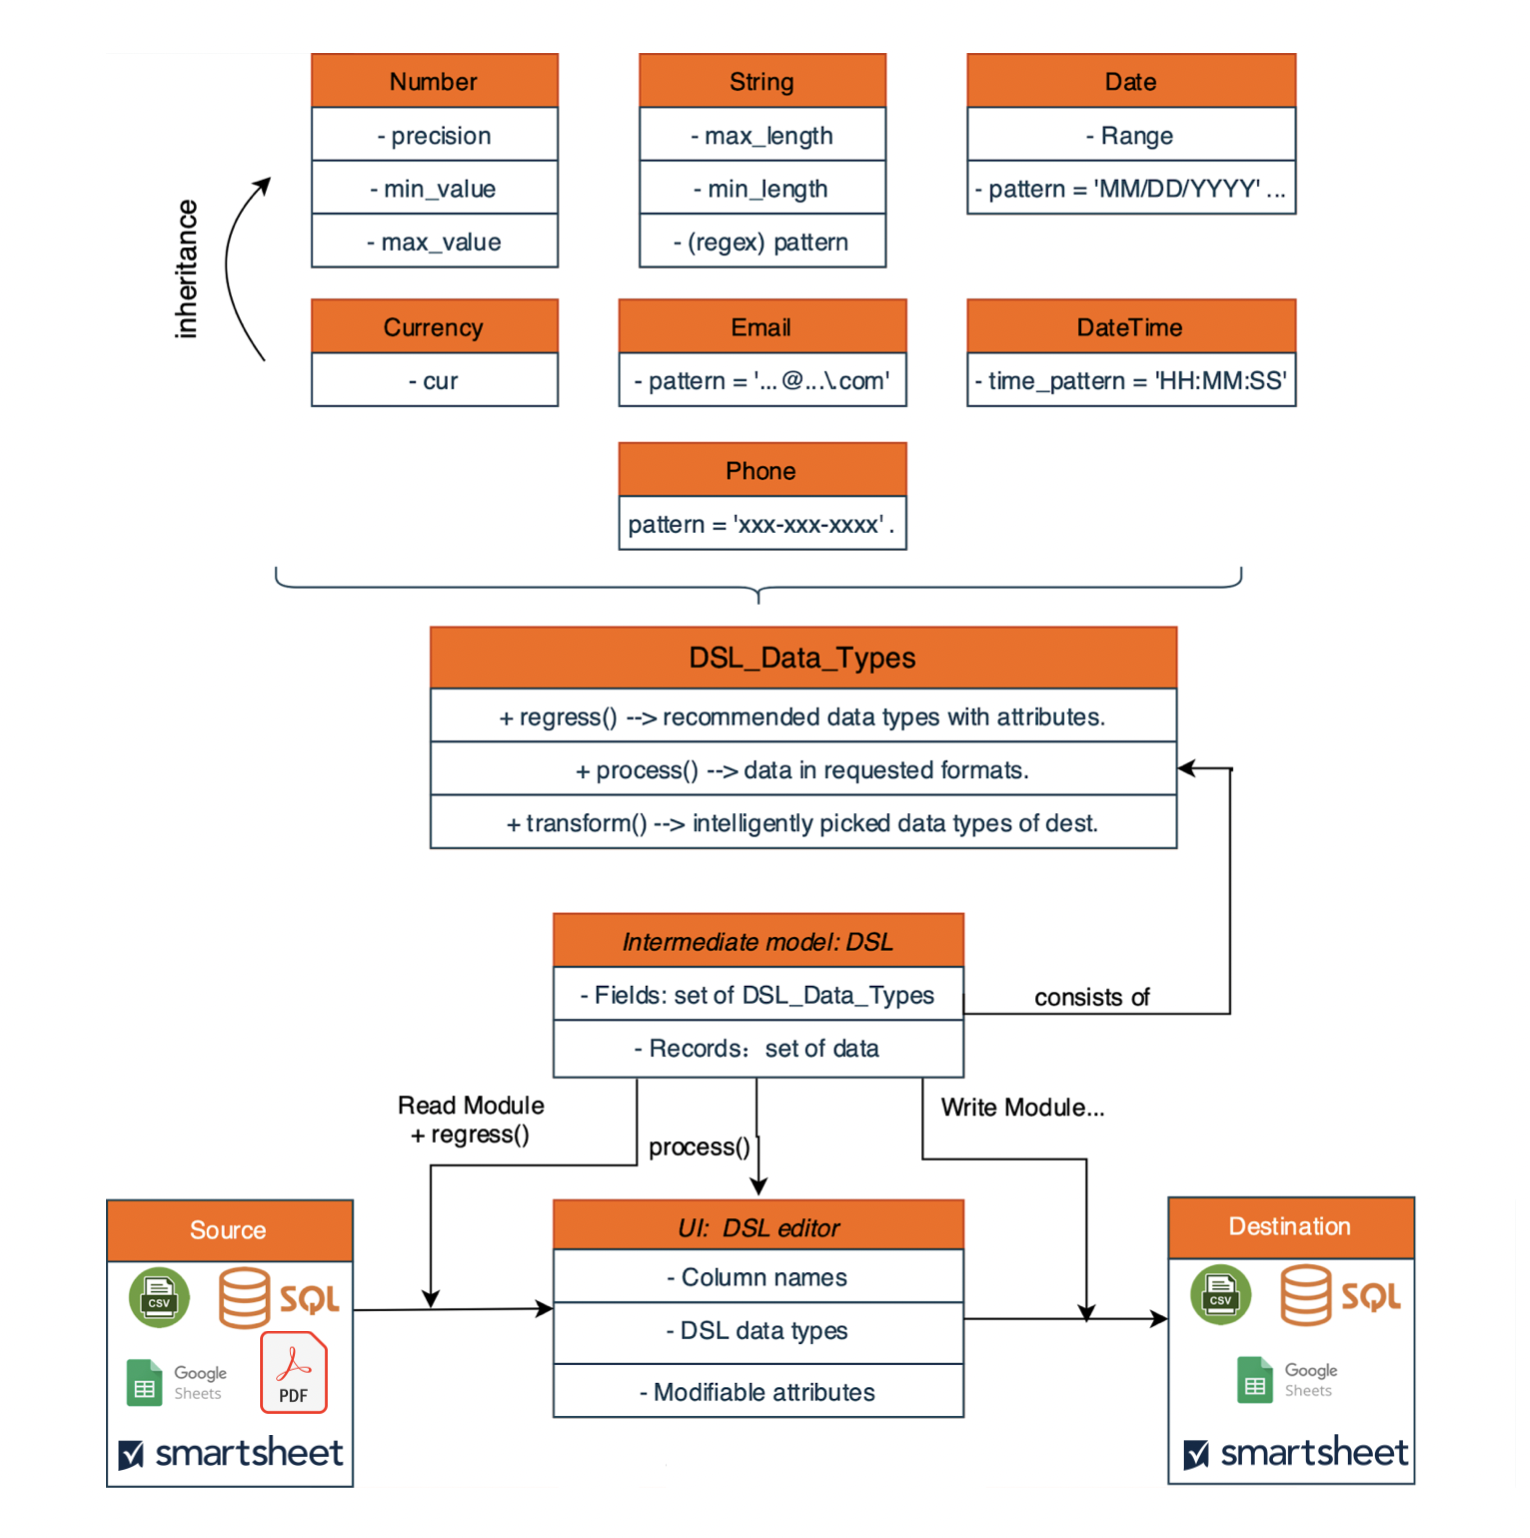 Number
- precision
- min_value
- max_value
String
- max_length
- min_length
- (regex) pattern
Date
- Range
- pattern = 'MM/DD/YYYY' ...
inheritance
Currency
- cur
Email
- pattern = '...@...\.com'
DateTime
- time_pattern = 'HH:MM:SS'
Phone
pattern = 'xxx-xxx-xxxx' .
DSL_Data_Types
+ regress() --> recommended data types with attributes.
+ process() --> data in requested formats.
+ transform() --> intelligently picked data types of dest.
Intermediate model: DSL
- Fields: set of DSL_Data_Types
- Records：set of data
consists of
Read Module
+ regress()
process()
Write Module...
Source
CSV
SQL
Google
Sheets
PDF
smartsheet
UI: DSL editor
- Column names
- DSL data types
- Modifiable attributes
Destination
CSV
SQL
Google
Sheets
smartsheet